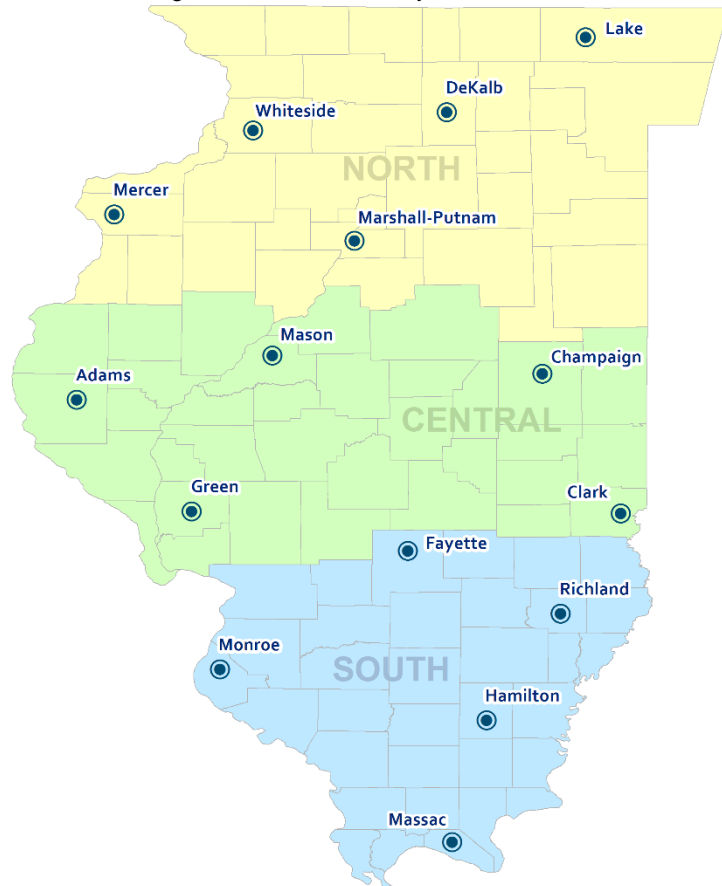 Lake
DeKalb
Whiteside
NORTH
Mercer
Marshall-Putnam
Mason
Champaign
Adams
CENTRAL
Green
Clark
Fayette
Richland
Monroe
SOUTH
Hamilton
Massac